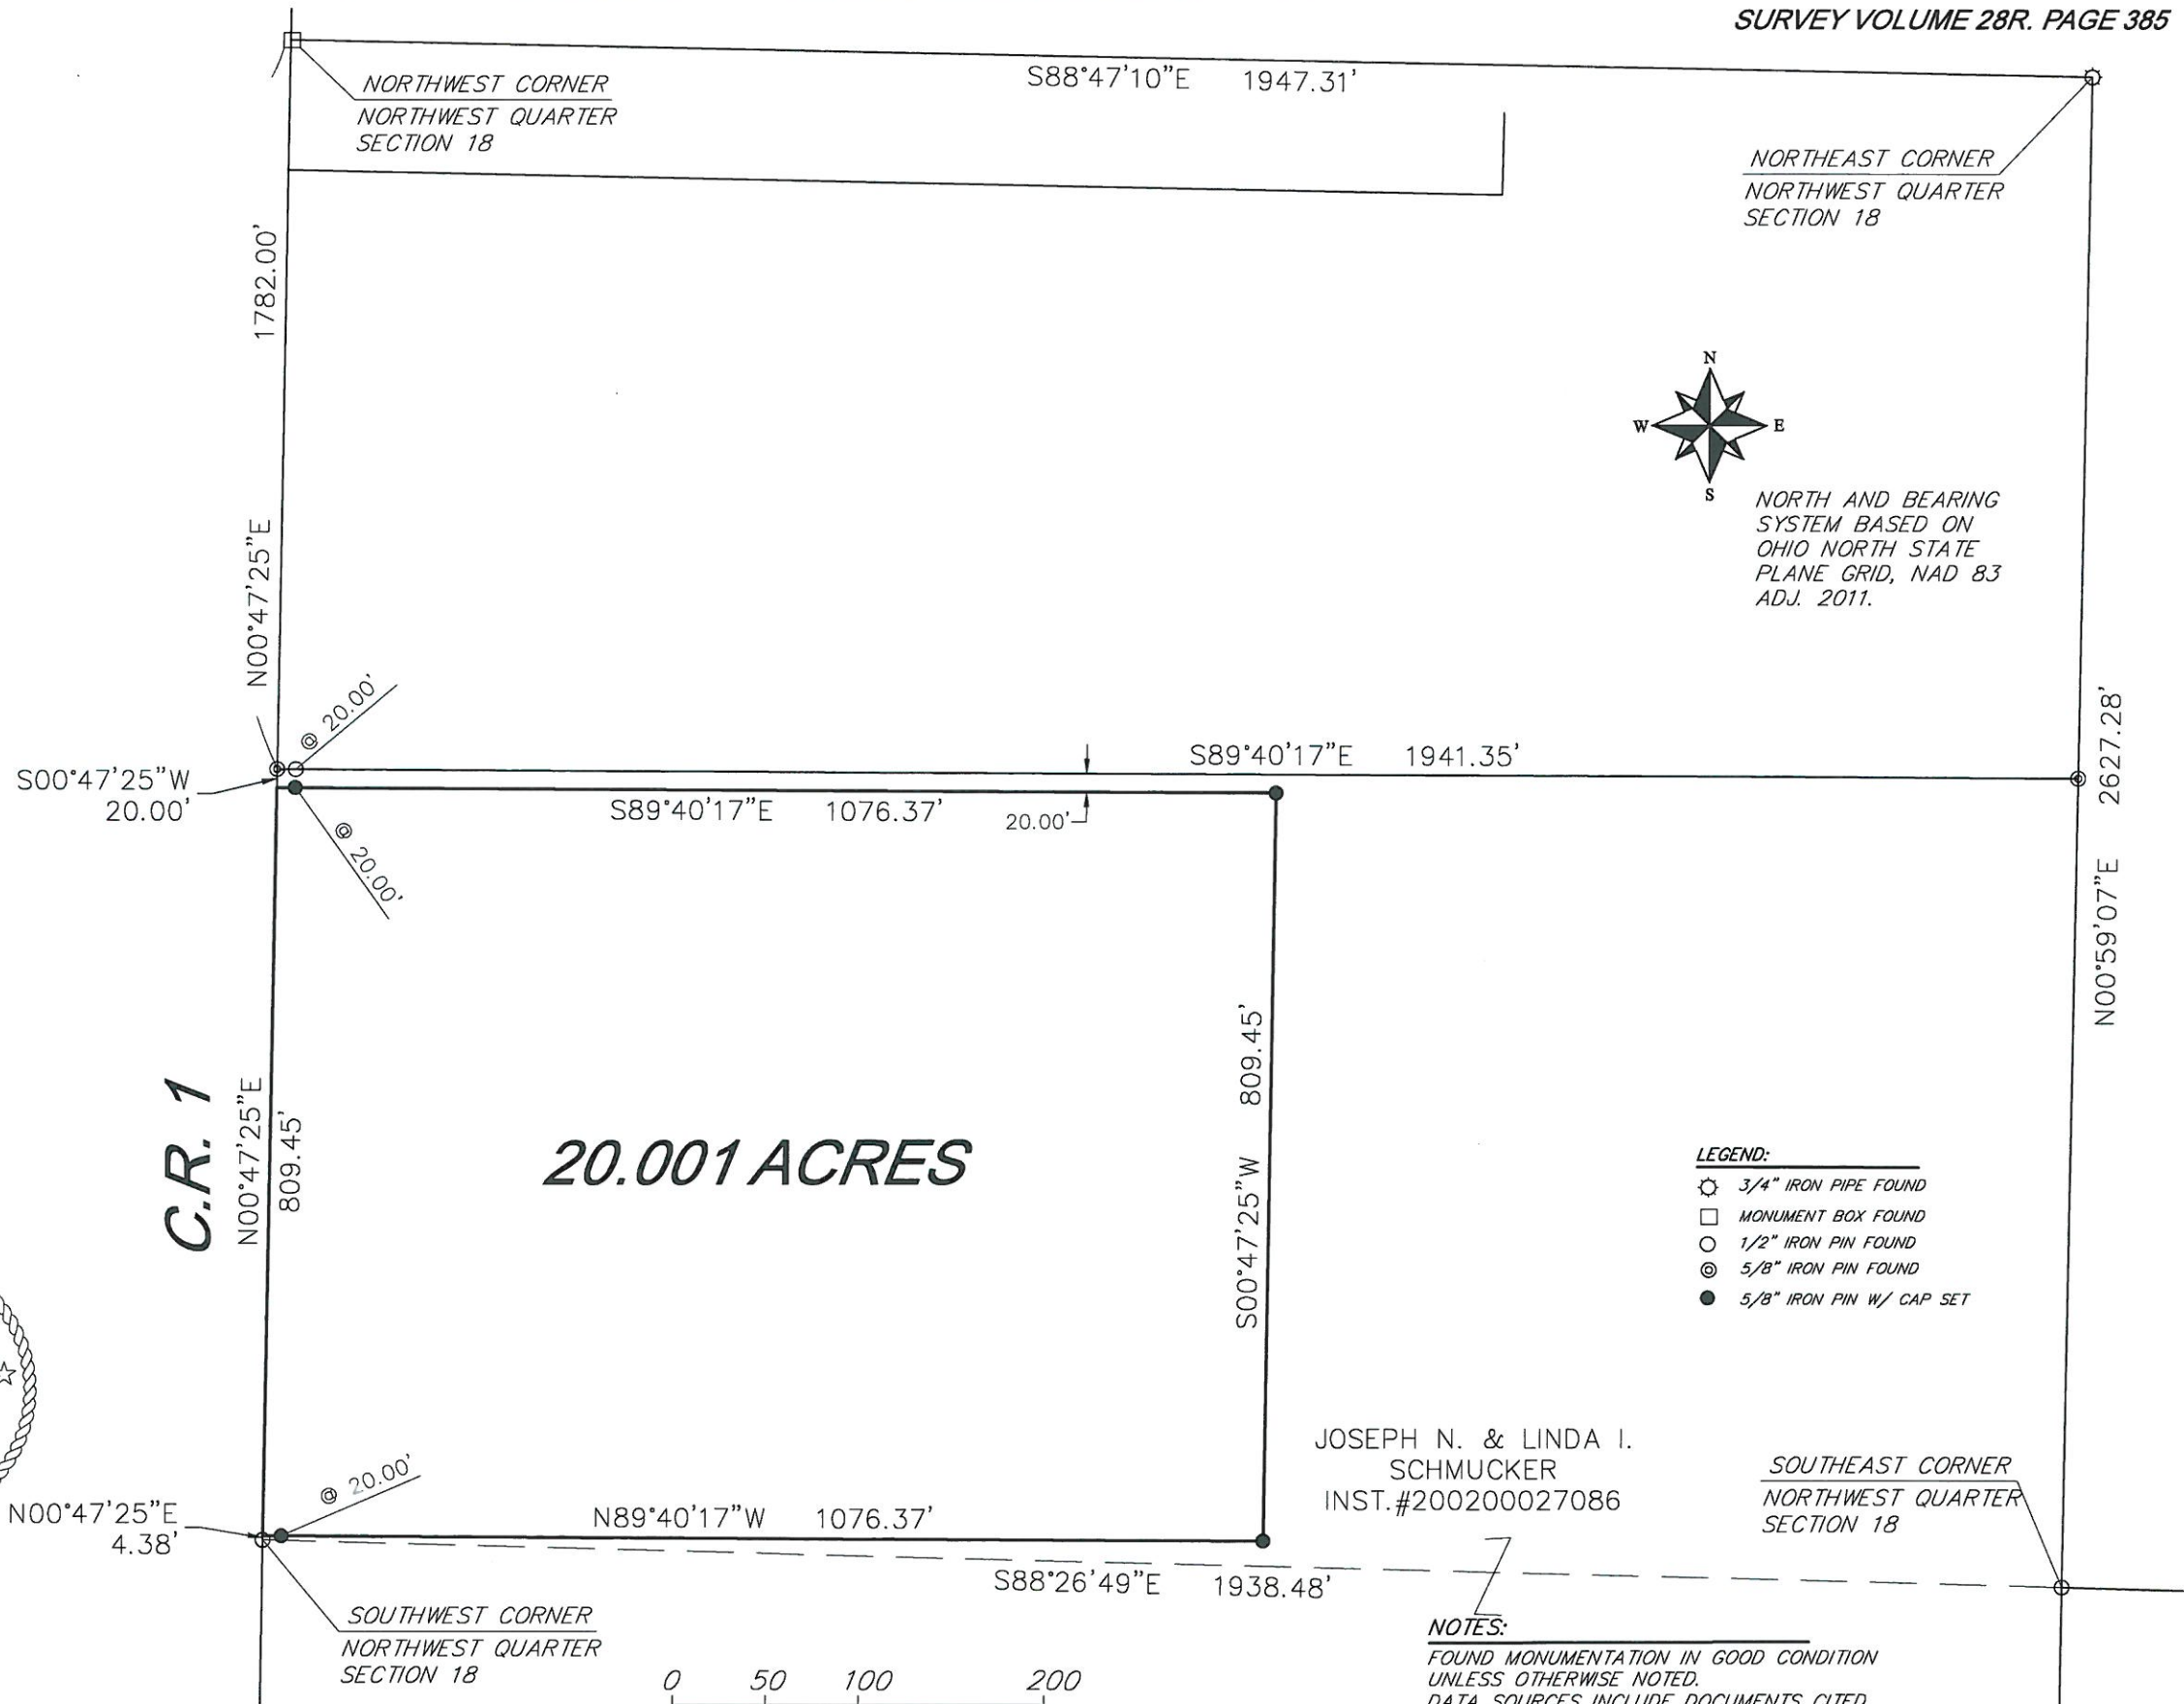 SURVEY VOLUME 28R. PAGE 385
S88°47'10"E 1947.31'
NORTHWEST CORNER
NORTHWEST QUARTER
SECTION 18
NORTHEAST CORNER
NORTHWEST QUARTER
SECTION 18
1782.00'
N00°47'25"E
N
W
E
S
NORTH AND BEARING
SYSTEM BASED ON
OHIO NORTH STATE
PLANE GRID, NAD 83
ADJ. 2011.
@ 20.00'
S00°47'25"W
20.00'
S89°40'17"E 1941.35'
S89°40'17"E 1076.37'
20.00'
@ 20.00'
2627.28'
N00°59'07"E
C.R. 1
N00°47'25"E
809.45'
20.001 ACRES
809.45'
S00°47'25"W
LEGEND:
3/4" IRON PIPE FOUND
MONUMENT BOX FOUND
1/2" IRON PIN FOUND
5/8" IRON PIN FOUND
5/8" IRON PIN W/ CAP SET
JOSEPH N. & LINDA I.
SCHMUCKER
INST.#200200027086
SOUTHEAST CORNER
NORTHWEST QUARTER
SECTION 18
@ 20.00'
N00°47'25"E
4.38'
N89°40'17"W 1076.37'
S88°26'49"E 1938.48'
SOUTHWEST CORNER
NORTHWEST QUARTER
SECTION 18
0 50 100 200
NOTES:
FOUND MONUMENTATION IN GOOD CONDITION
UNLESS OTHERWISE NOTED.
DATA SOURCES INCLUDE DOCUMENTS CITED